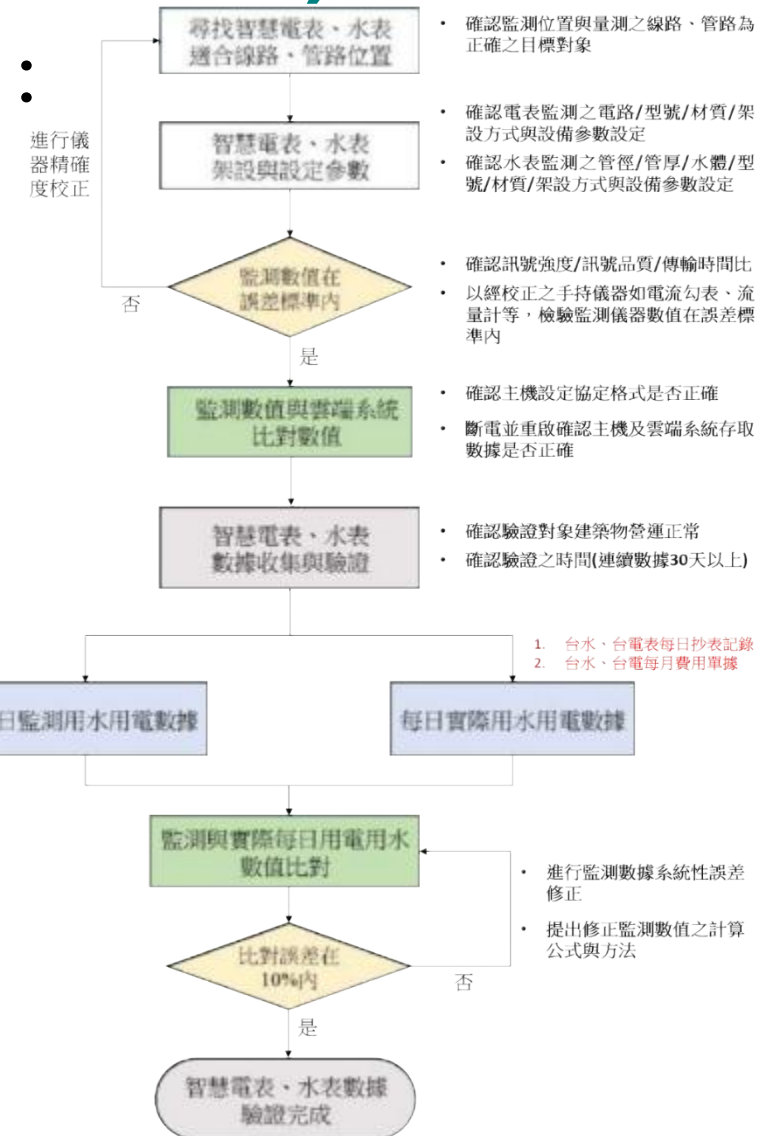 尋找智慧電表、水表
適合線路、管路位置
• 確認監測位置與量測之線路、管路為
正確之目標對象
進行儀
器精確
度校正
智慧電表、水表
架設與設定參數
• 確認電表監測之電路/型號/材質/架
設方式與設備參數設定
• 確認水表監測之管徑/管厚/水體/型
號/材質/架設方式與設備參數設定
監測數值在
誤差標準內
否
是
• 確認訊號強度/訊號品質/傳輸時間比
• 以經校正之手持儀器如電流勾表、流
量計等，檢驗監測儀器數值在誤差標
準內
監測數值與雲端系統
比對數值
• 確認主機設定協定格式是否正確
• 斷電並重啟確認主機及雲端系統存取
數據是否正確
智慧電表、水表
數據收集與驗證
• 確認驗證對象建築物營運正常
• 確認驗證之時間(連續數據30天以上)
1. 台水、台電表每日抄表記錄
2. 台水、台電每月費用單據
日監測用水用電數據
每日實際用水用電數據
監測與實際每日用電用水
數值比對
• 進行監測數據系統性誤差
修正
• 提出修正監測數值之計算
公式與方法
比對誤差在
10%內
否
是
智慧電表、水表數據
驗證完成